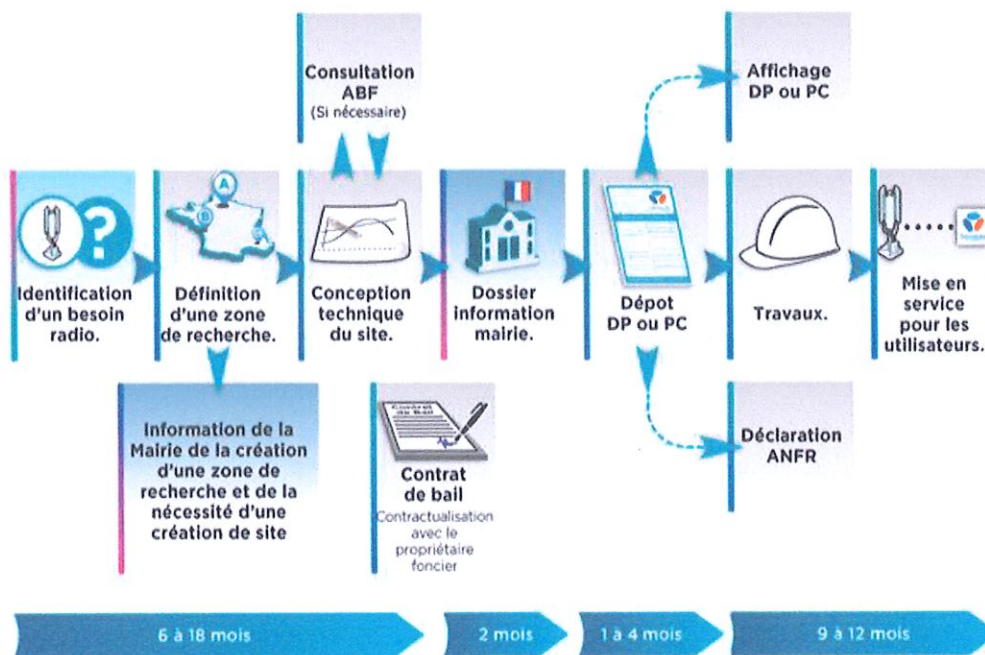 Consultation
ABF
(Si nécessaire)
Affichage
DP ou PC
A
B
Identification
d'un besoin
radio.
Définition
d'une zone
de recherche.
Conception
technique
du site.
Dossier
information
mairie.
Dépot
DP ou PC
Travaux.
Mise en
service
pour les
utilisateurs.
Information de la
Mairie de la création
d'une zone de
recherche et de la
nécessité d'une
création de site
Contrat de Bail
Contrat
de bail
Contractualisation
avec le
propriétaire
foncier
Déclaration
ANFR
6 à 18 mois
2 mois
1 à 4 mois
9 à 12 mois